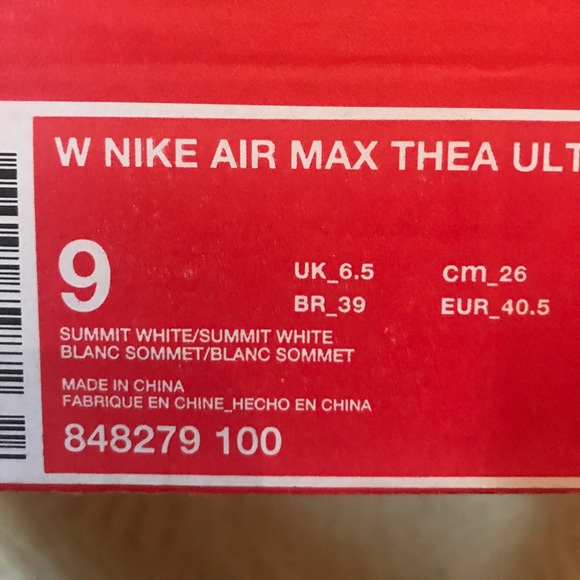 W NIKE AIR MAX THEA ULT
9
UK_6.5 cm_26
BR_39 EUR_40.5
SUMMIT WHITE/SUMMIT WHITE
BLANC SOMMET/BLANC SOMMET
MADE IN CHINA
FABRIQUE EN CHINE_HECHO EN CHINA
848279 100